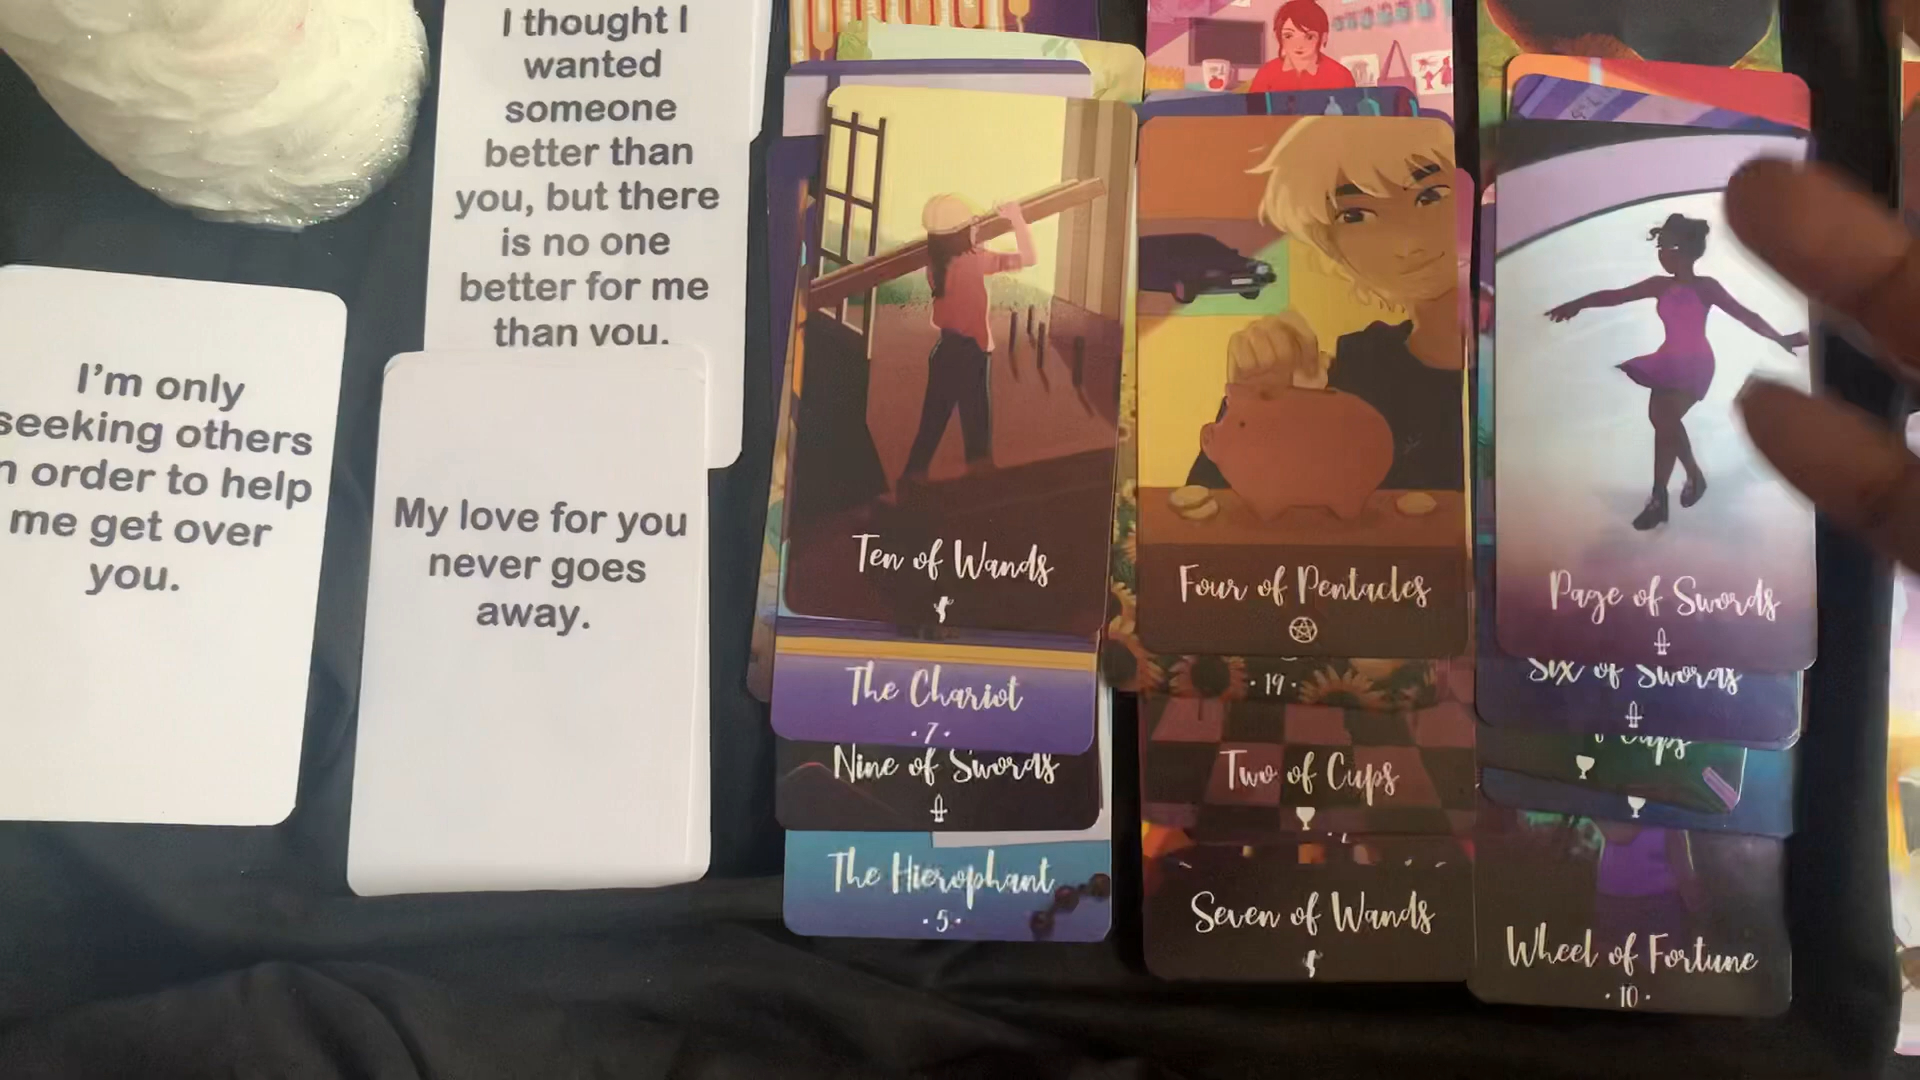 I thought I
wanted
someone
better than
you, but there
is no one
better for me
than you.
I'm only
seeking others
order to help
me get over
you.
My love for you
never goes
away.
Ten of Wands
The Chariot
· 7 ·
Nine of Swords
The Hierophant
· 5 ·
Four of Pentacles
· 19 ·
Two of Cups
Seven of Wands
Page of Swords
Six of Swords
Cups
Wheel of Fortune
· 10 ·